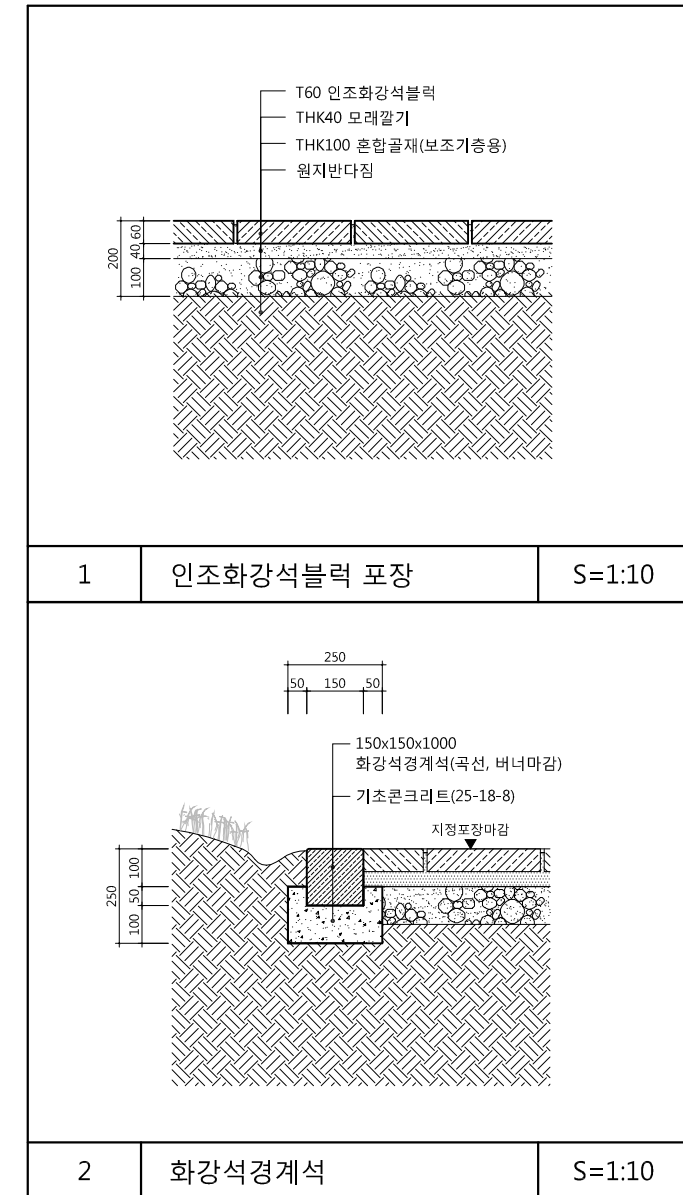 T60 인조화강석블럭
THK40 모래깔기
THK100 혼합골재(보조기층용)
원지반다짐
200
60
40
100
1 인조화강석블럭 포장 S=1:10
250
50 150 50
150x150x1000
화강석경계석(곡선, 버너마감)
기초콘크리트(25-18-8)
지정포장마감
250
100
50
100
2 화강석경계석 S=1:10